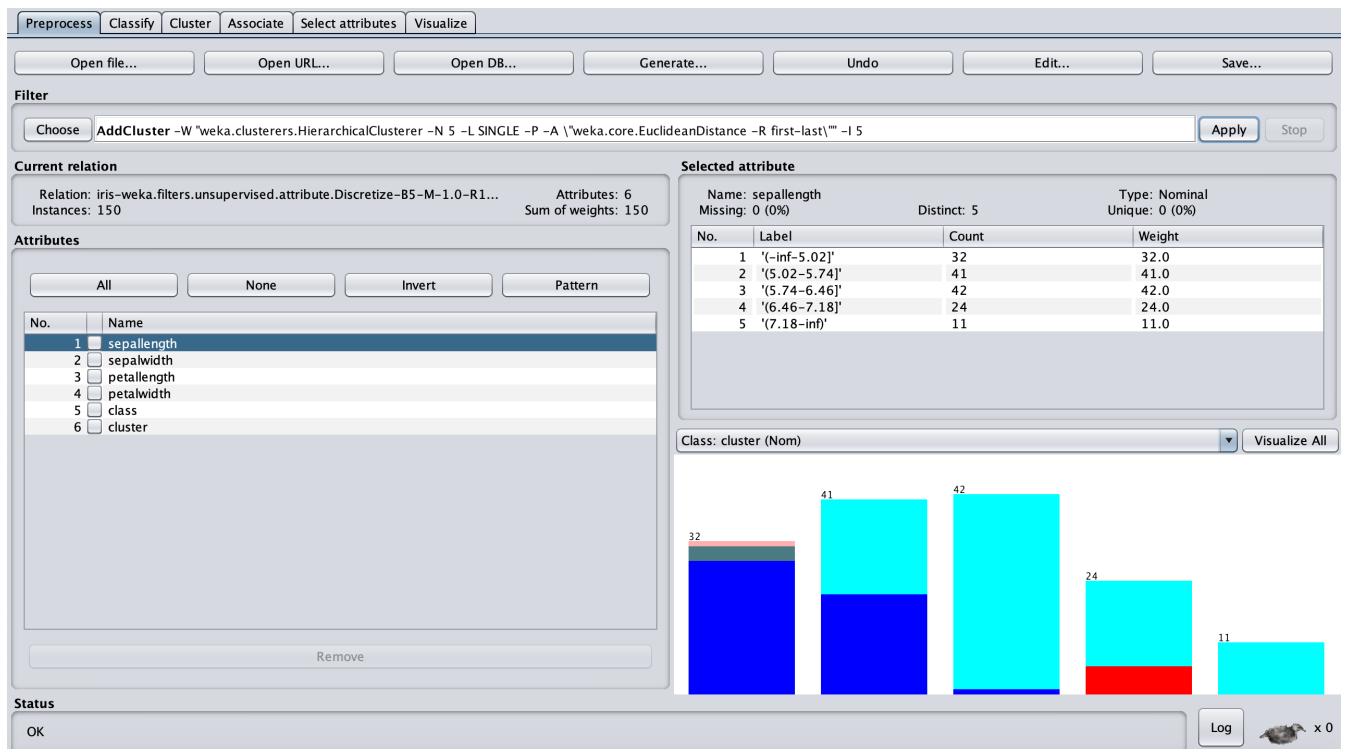 Preprocess Classify Cluster Associate Select attributes Visualize
Open file... Open URL... Open DB... Generate... Undo Edit... Save...
Filter
Choose AddCluster -W "weka.clusterers.HierarchicalClusterer -N 5 -L SINGLE -P -A \"weka.core.EuclideanDistance -R first-last\"" -I 5 Apply Stop
Current relation
Relation: iris-weka.filters.unsupervised.attribute.Discretize-B5-M-1.0-R1... Attributes: 6
Instances: 150 Sum of weights: 150
Attributes
All None Invert Pattern
No. Name
1 sepallength
2 sepalwidth
3 petallength
4 petalwidth
5 class
6 cluster
Remove
Selected attribute
Name: sepallength Type: Nominal
Missing: 0 (0%) Distinct: 5 Unique: 0 (0%)
No. Label Count Weight
1 '(-inf-5.02]' 32 32.0
2 '(5.02-5.74]' 41 41.0
3 '(5.74-6.46]' 42 42.0
4 '(6.46-7.18]' 24 24.0
5 '(7.18-inf)' 11 11.0
Class: cluster (Nom) Visualize All
32 41 42 24 11
Status
OK Log x 0